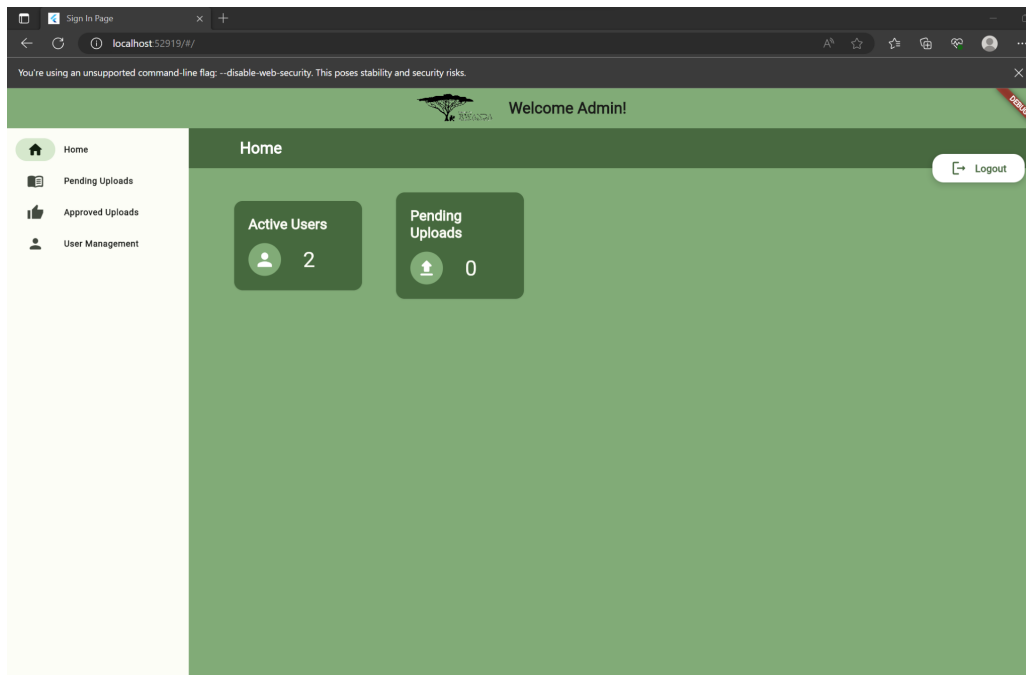 Sign In Page
localhost:52919/#/
You're using an unsupported command-line flag: --disable-web-security. This poses stability and security risks.
Welcome Admin!
Home
Pending Uploads
Approved Uploads
User Management
Home
Logout
Active Users
2
Pending
Uploads
0